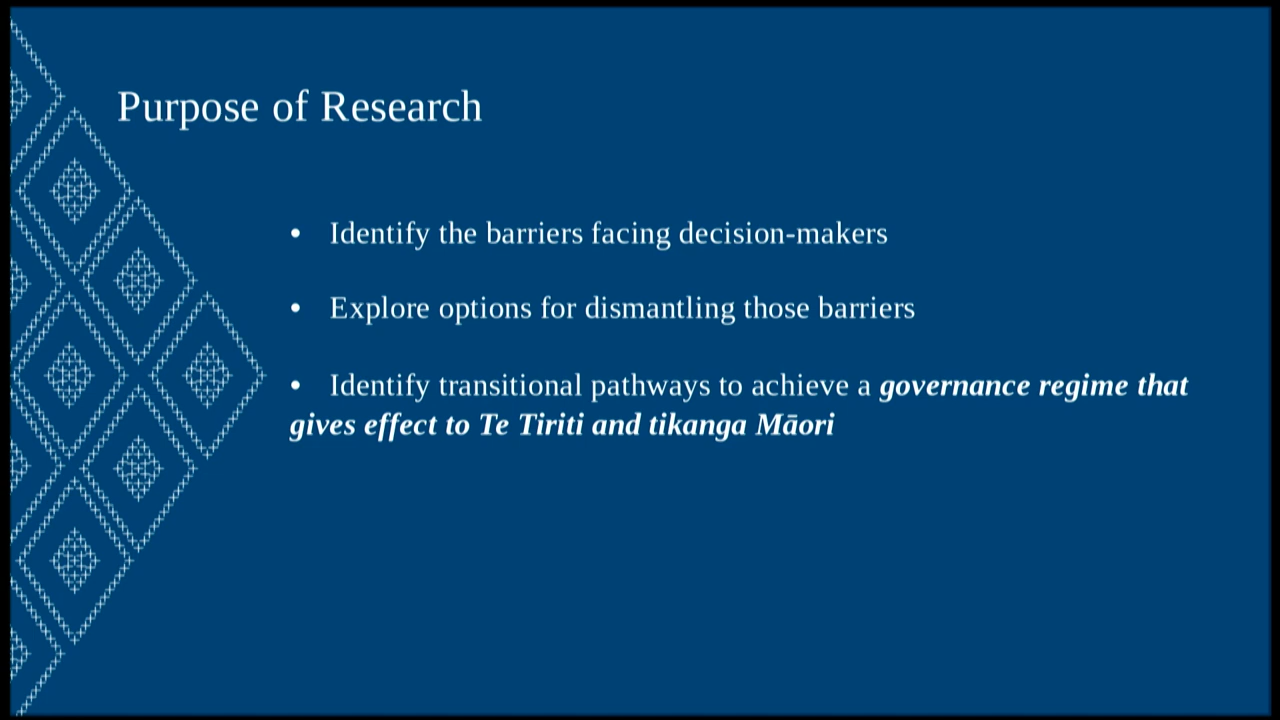 Purpose of Research
• Identify the barriers facing decision-makers
• Explore options for dismantling those barriers
• Identify transitional pathways to achieve a governance regime that
gives effect to Te Tiriti and tikanga Māori